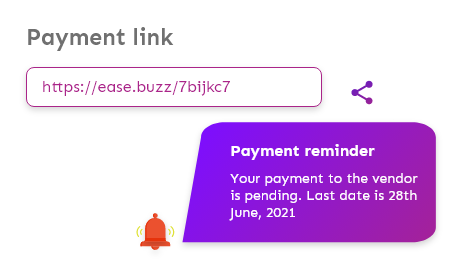 Payment link
https://ease.buzz/7bijkc7
Payment reminder
Your payment to the vendor
is pending. Last date is 28th
June, 2021